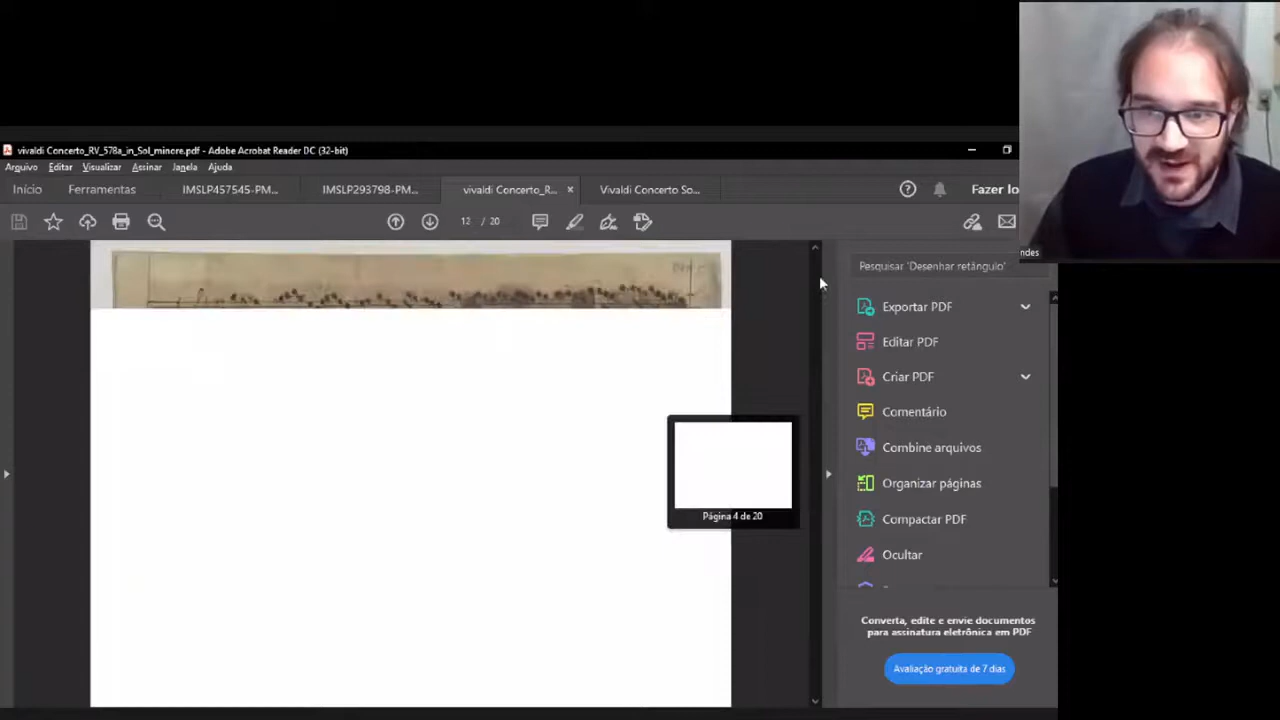 vivaldi Concerto_RV_578a_in_Sol_minore.pdf - Adobe Acrobat Reader DC (32-bit)
Arquivo Editar Visualizar Assinar Janela Ajuda
Início Ferramentas IMSLP457545-PM... IMSLP293798-PM... vivaldi Concerto_R... × Vivaldi Concerto So... Fazer lo
12 / 20
ndes
Pesquisar 'Desenhar retângulo'
Exportar PDF
Editar PDF
Criar PDF
Comentário
Combine arquivos
Organizar páginas
Compactar PDF
Ocultar
Página 4 de 20
Converta, edite e envie documentos
para assinatura eletrônica em PDF
Avaliação gratuita de 7 dias